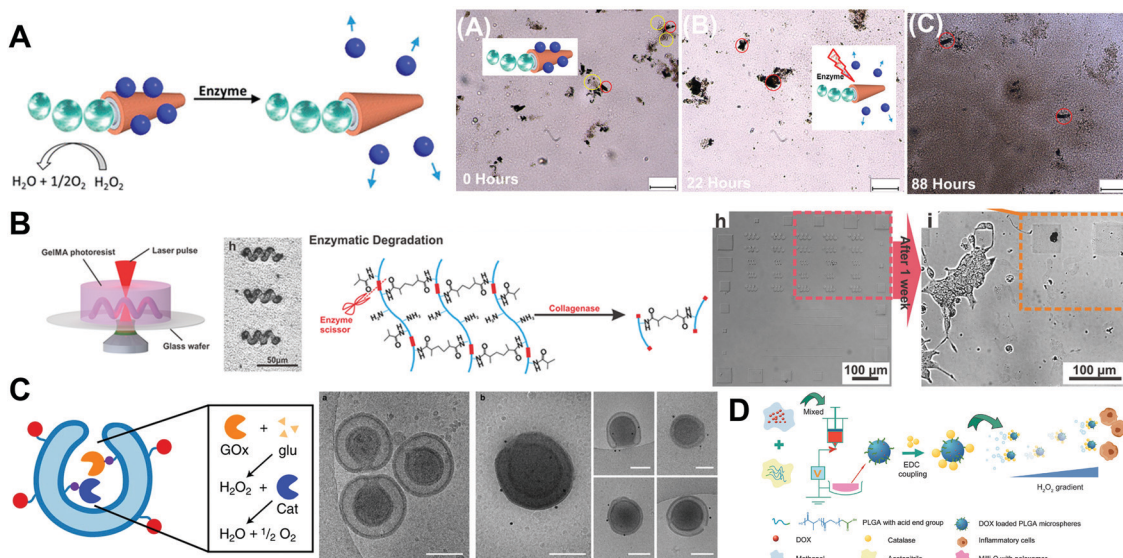 A
Enzyme
H₂O + 1/2O₂ H₂O₂
(A)
0 Hours
(B)
Enzyme
22 Hours
(C)
88 Hours
B
GelMA photoresist
Laser pulse
Glass wafer
h
50μm
Enzymatic Degradation
Enzyme
scissor
Collagenase
h
100 μm
After 1 week
i
100 μm
C
GOx + glu
H₂O₂ + Cat
H₂O + ½ O₂
a
b
D
Mixed
+
V
EDC
coupling
H₂O₂ gradient
PLGA with acid end group
DOX loaded PLGA microspheres
DOX
Catalase
Inflammatory cells